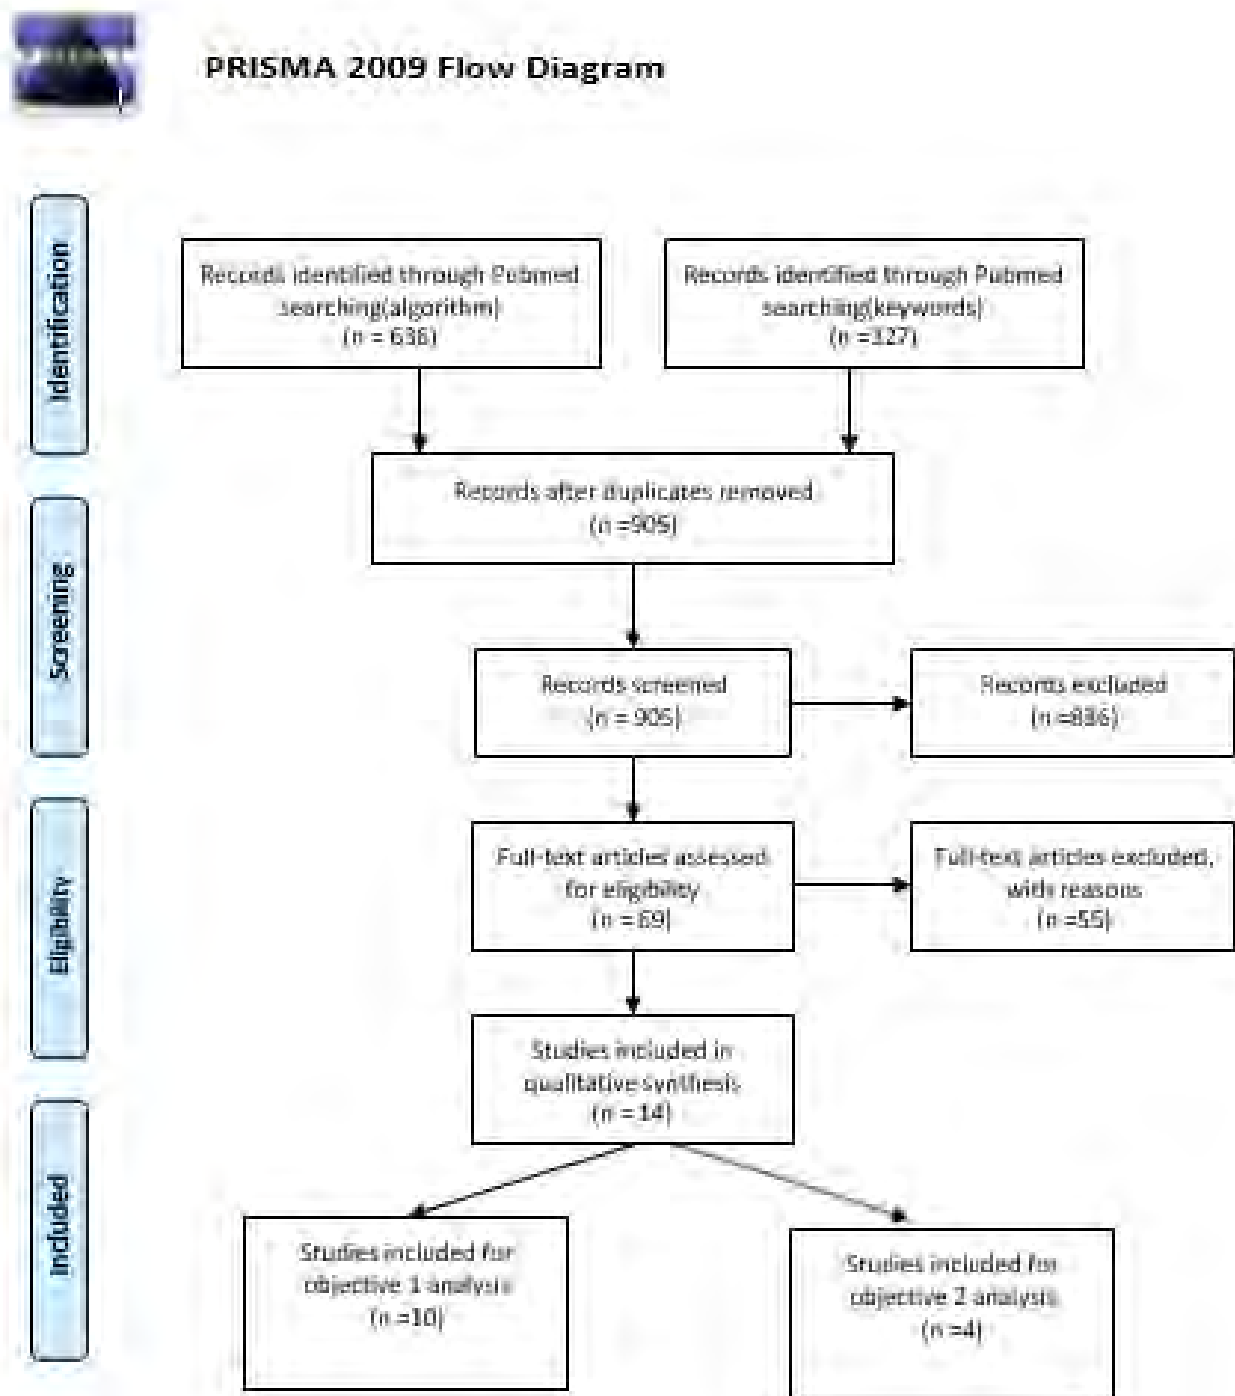 PRISMA 2009 Flow Diagram
Identification
Records identified through Pubmed
searching(algorithm)
(n = 636)
Records identified through Pubmed
searching(keywords)
(n =327)
Records after duplicates removed
(n =905)
Screening
Records screened
(n = 905)
Records excluded
(n =836)
Eligibility
Full-text articles assessed
for eligibility
(n = 69)
Full-text articles excluded,
with reasons
(n =55)
Studies included in
qualitative synthesis
(n = 14)
Included
Studies included for
objective 1 analysis
(n =10)
Studies included for
objective 2 analysis
(n =4)